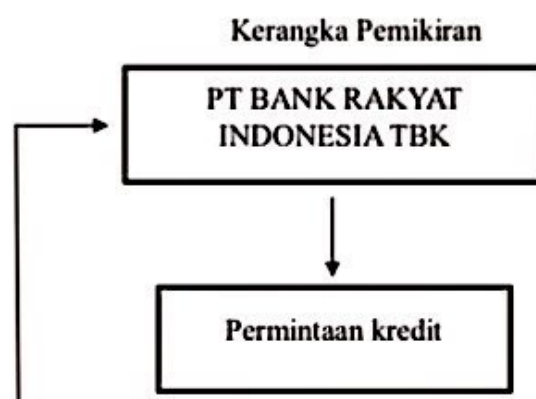 Kerangka Pemikiran
PT BANK RAKYAT
INDONESIA TBK
Permintaan kredit